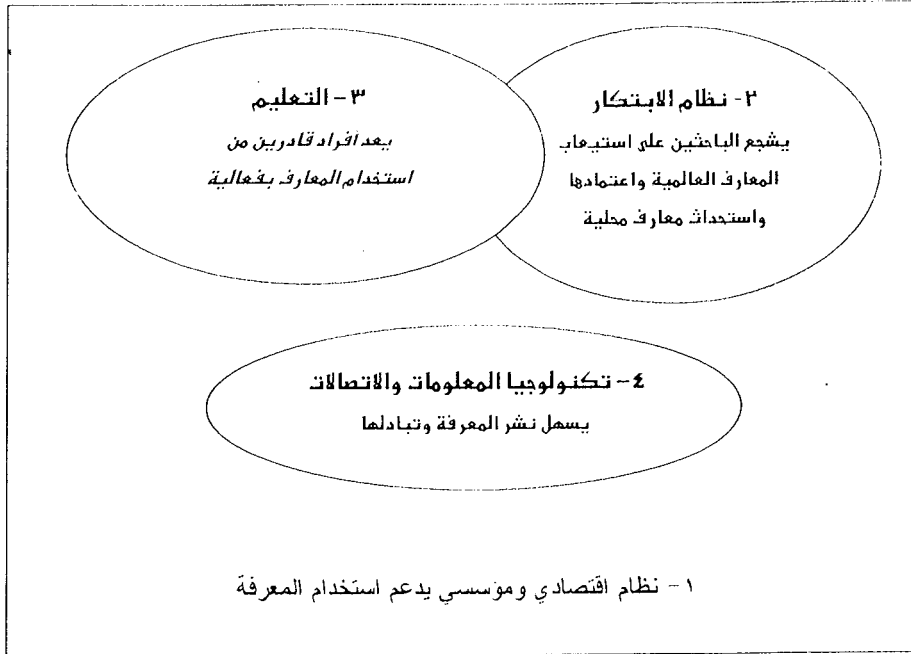 ٢- نظام الابتكار
يشجع الباحثين على استيعاب
المعارف العالمية واعتمادها
واستحداث معارف محلية
٣- التعليم
يعد أفراد قادرين من
استخدام المعارف بفعالية
٤- تكنولوجيا المعلومات والاتصالات
يسهل نشر المعرفة وتبادلها
١- نظام اقتصادي ومؤسسي يدعم استخدام المعرفة